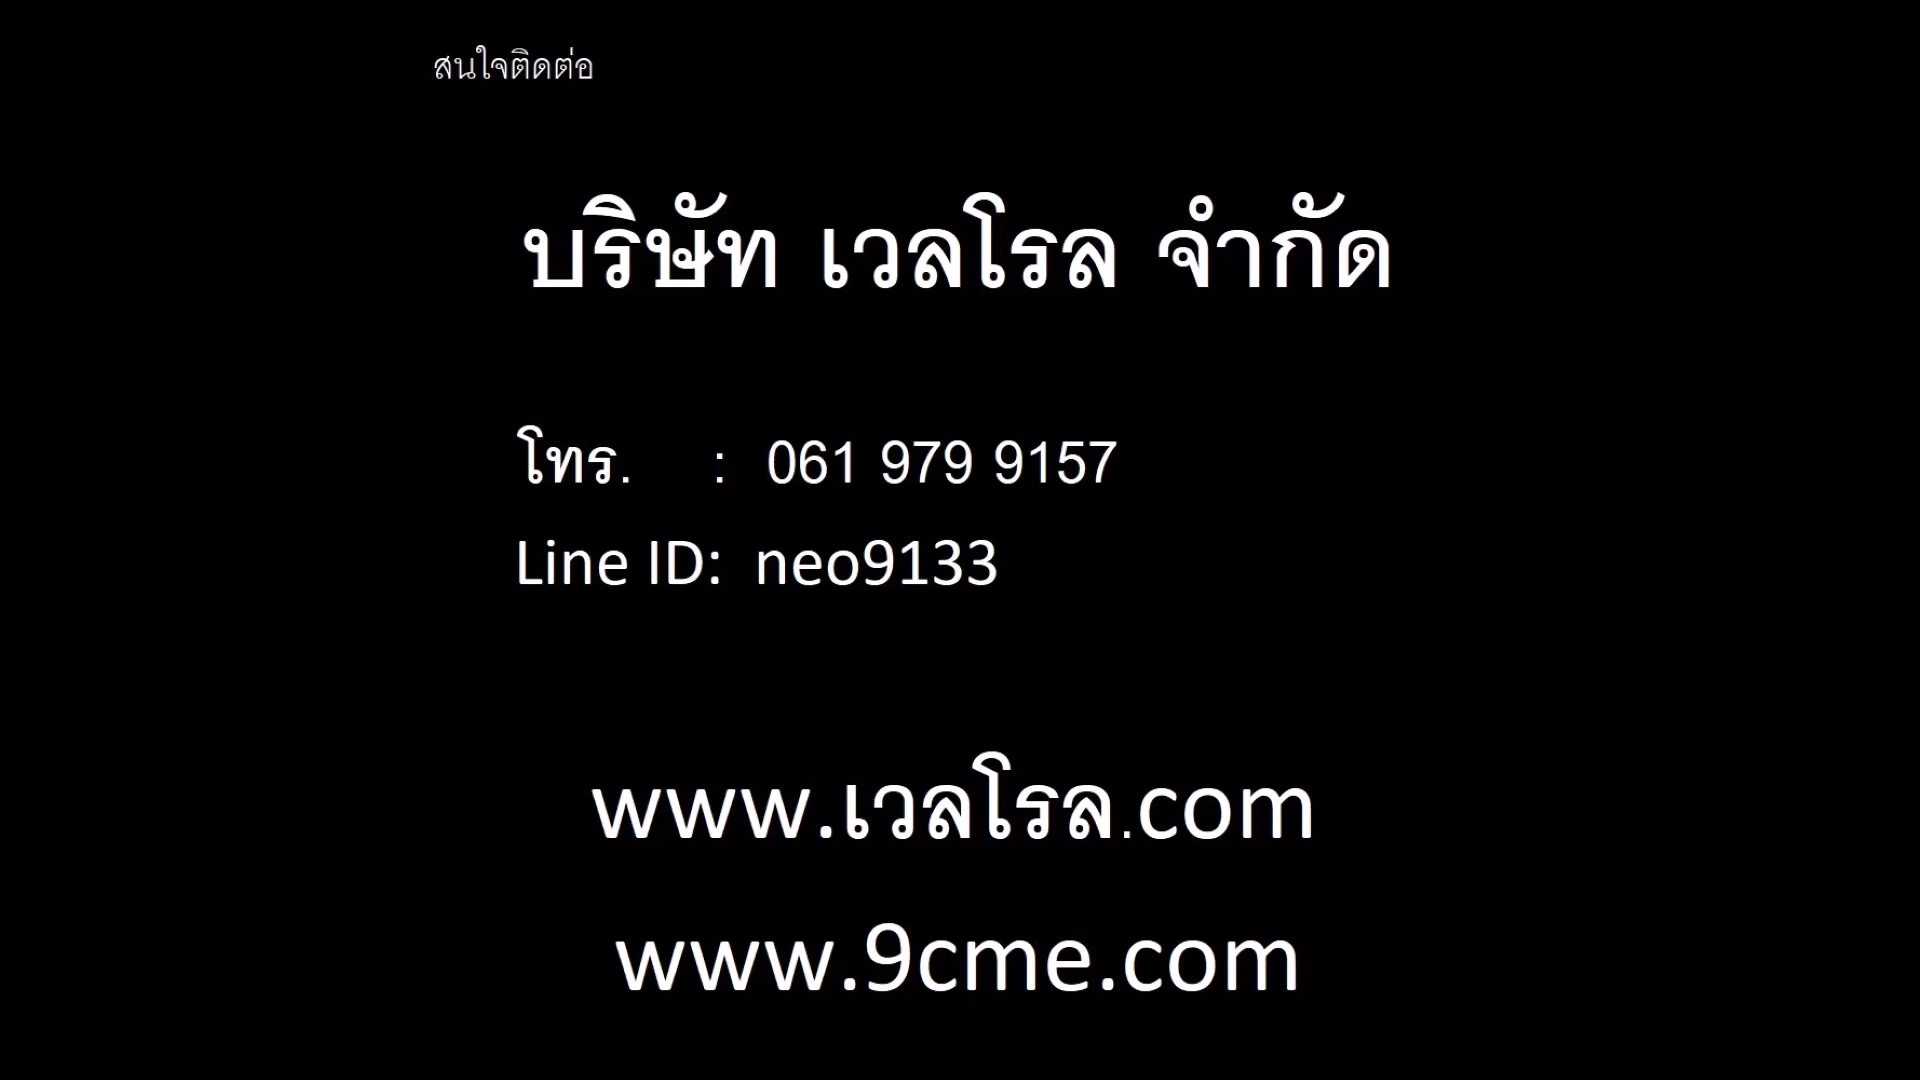 สนใจติดต่อ
บริษัท เวลโรล จำกัด
โทร. : 061 979 9157
Line ID: neo9133
www.เวลโรล.com
www.9cme.com